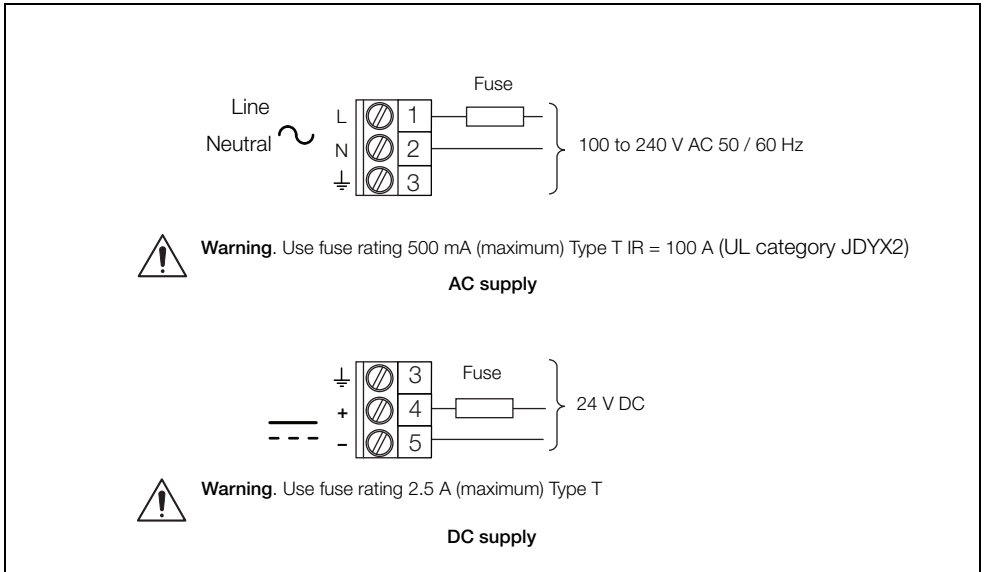 Fuse
Line
L 1
Neutral
N 2
100 to 240 V AC 50 / 60 Hz
3
Warning. Use fuse rating 500 mA (maximum) Type T IR = 100 A (UL category JDYX2)
AC supply
3
Fuse
+ 4
24 V DC
– 5
Warning. Use fuse rating 2.5 A (maximum) Type T
DC supply